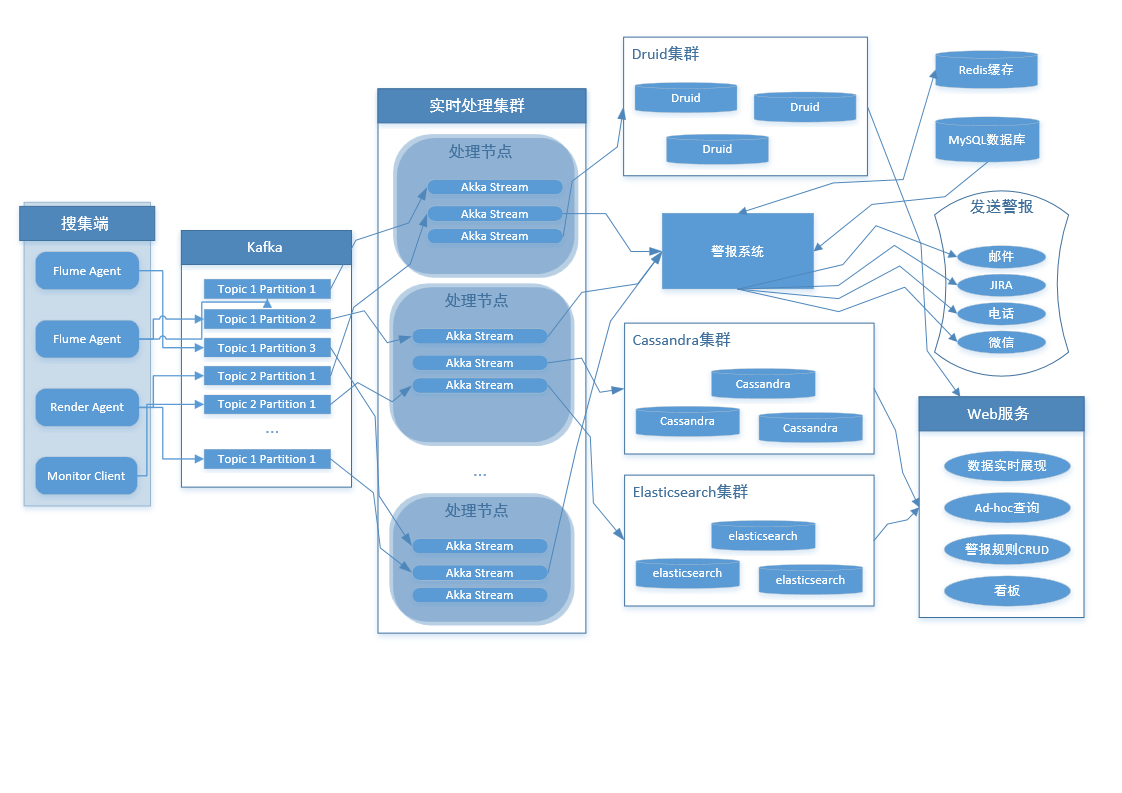 搜集端
Flume Agent
Flume Agent
Render Agent
Monitor Client
Kafka
Topic 1 Partition 1
Topic 1 Partition 2
Topic 1 Partition 3
Topic 2 Partition 1
Topic 2 Partition 1
...
Topic 1 Partition 1
实时处理集群
处理节点
Akka Stream
Akka Stream
Akka Stream
处理节点
Akka Stream
Akka Stream
Akka Stream
...
处理节点
Akka Stream
Akka Stream
Akka Stream
Druid集群
Druid
Druid
Druid
警报系统
Cassandra集群
Cassandra
Cassandra
Cassandra
Elasticsearch集群
elasticsearch
elasticsearch
elasticsearch
Redis缓存
MySQL数据库
发送警报
邮件
JIRA
电话
微信
Web服务
数据实时展现
Ad-hoc查询
警报规则CRUD
看板